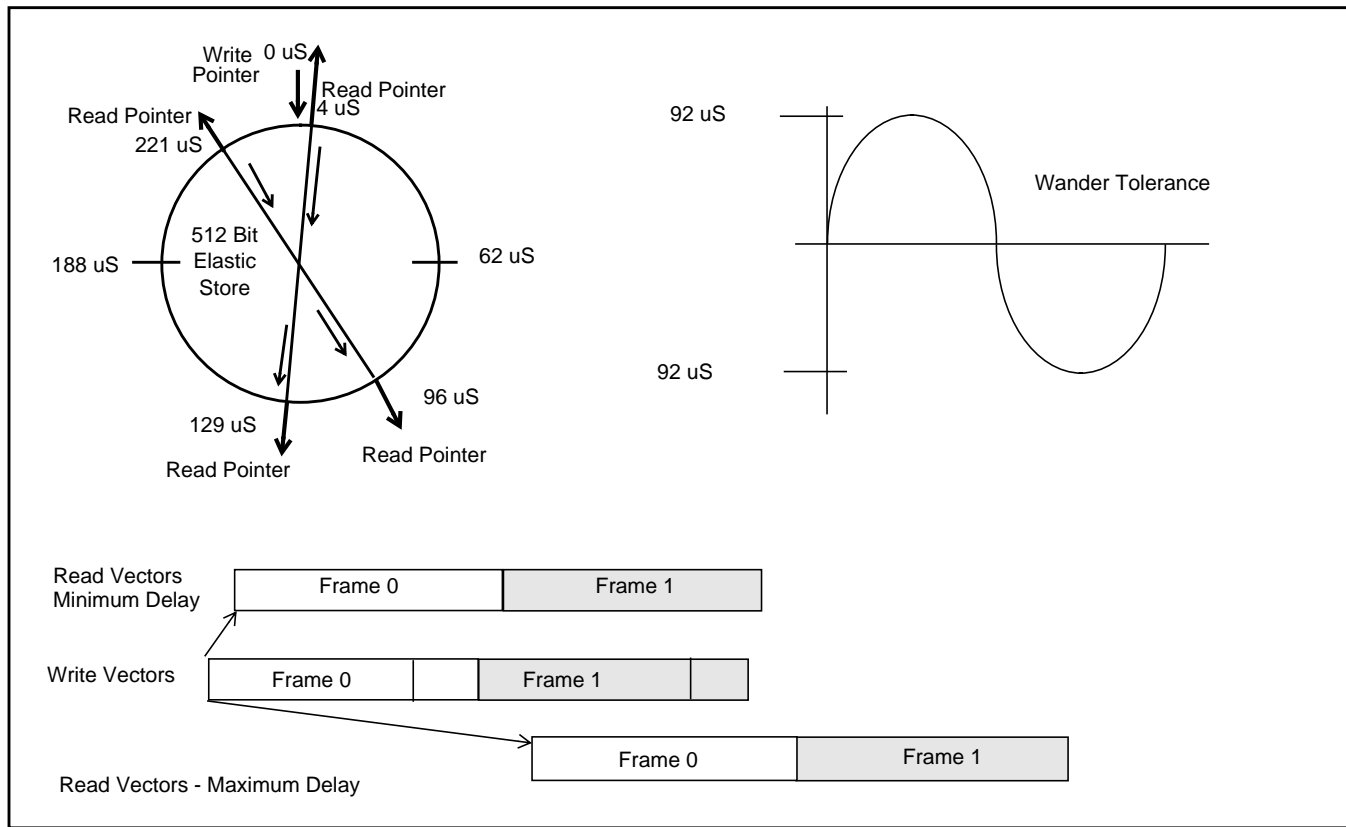 Write
Pointer
0 uS
Read Pointer
4 uS
Read Pointer
221 uS
512 Bit
Elastic
Store
188 uS
62 uS
96 uS
129 uS
Read Pointer
Read Pointer
92 uS
Wander Tolerance
92 uS
Read Vectors
Minimum Delay
Frame 0
Frame 1
Write Vectors
Frame 0
Frame 1
Frame 0
Frame 1
Read Vectors - Maximum Delay